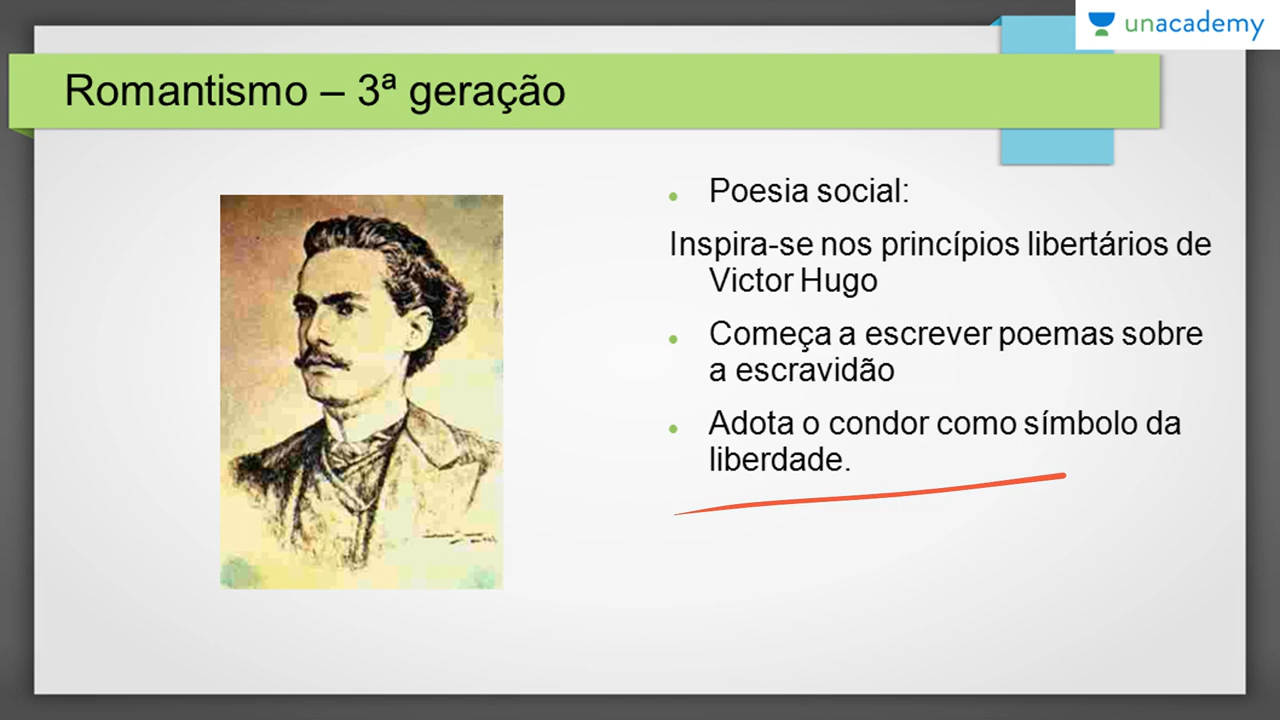 unacademy
Romantismo – 3ª geração
Poesia social:
Inspira-se nos princípios libertários de
Victor Hugo
Começa a escrever poemas sobre
a escravidão
Adota o condor como símbolo da
liberdade.